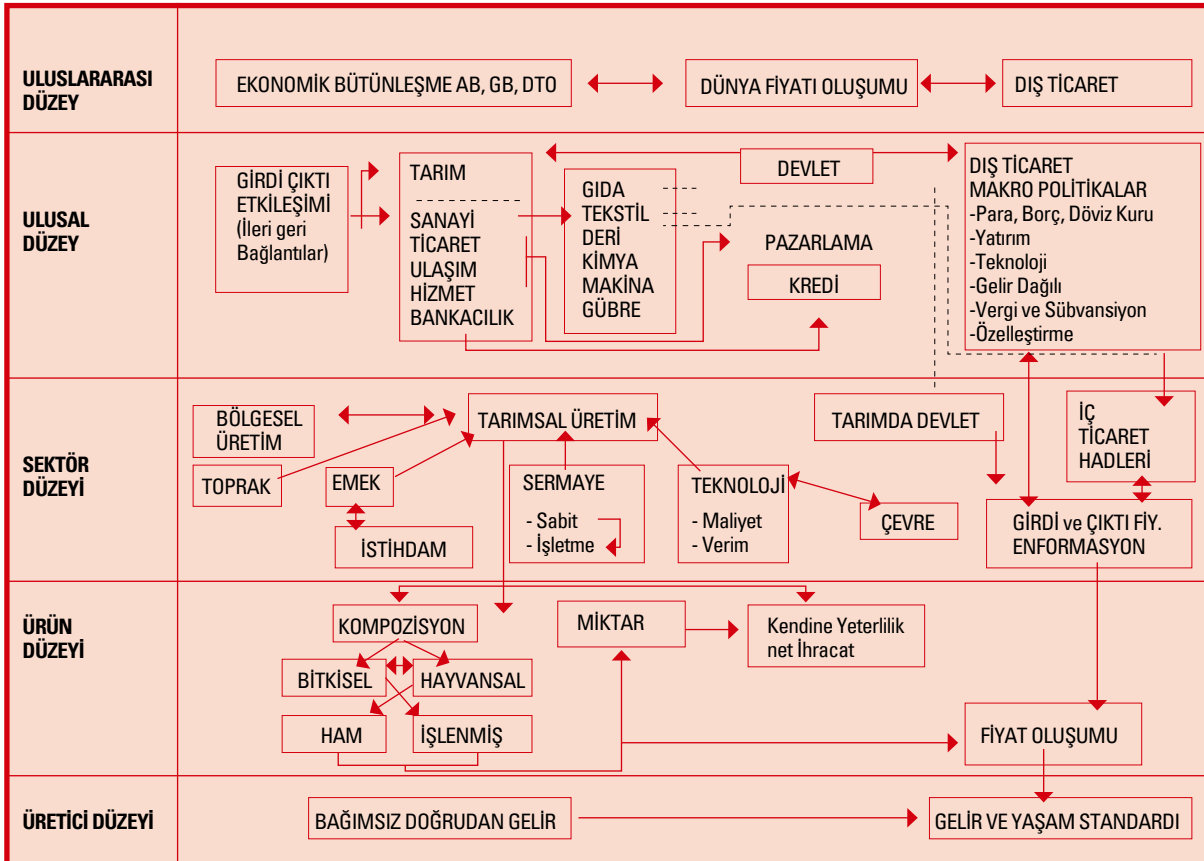 ULUSLARARASI
DÜZEY
EKONOMİK BÜTÜNLEŞME AB, GB, DTO
DÜNYA FİYATI OLUŞUMU
DIŞ TİCARET
ULUSAL
DÜZEY
GİRDİ ÇIKTI
ETKİLEŞİMİ
(İleri geri
Bağlantılar)
TARIM
SANAYİ
TİCARET
ULAŞIM
HİZMET
BANKACILIK
GIDA
TEKSTİL
DERİ
KİMYA
MAKİNA
GÜBRE
DEVLET
PAZARLAMA
KREDİ
DIŞ TİCARET
MAKRO POLİTİKALAR
-Para, Borç, Döviz Kuru
-Yatırım
-Teknoloji
-Gelir Dağılı
-Vergi ve Sübvansiyon
-Özelleştirme
SEKTÖR
DÜZEYİ
BÖLGESEL
ÜRETİM
TOPRAK
EMEK
İSTİHDAM
TARIMSAL ÜRETİM
SERMAYE
- Sabit
- İşletme
TEKNOLOJİ
- Maliyet
- Verim
ÇEVRE
TARIMDA DEVLET
İÇ
TİCARET
HADLERİ
GİRDİ ve ÇIKTI FİY.
ENFORMASYON
ÜRÜN
DÜZEYİ
KOMPOZİSYON
BİTKİSEL
HAYVANSAL
HAM
İŞLENMİŞ
MİKTAR
Kendine Yeterlilik
net İhracat
FİYAT OLUŞUMU
ÜRETİCİ DÜZEYİ
BAĞIMSIZ DOĞRUDAN GELİR
GELİR VE YAŞAM STANDARDI